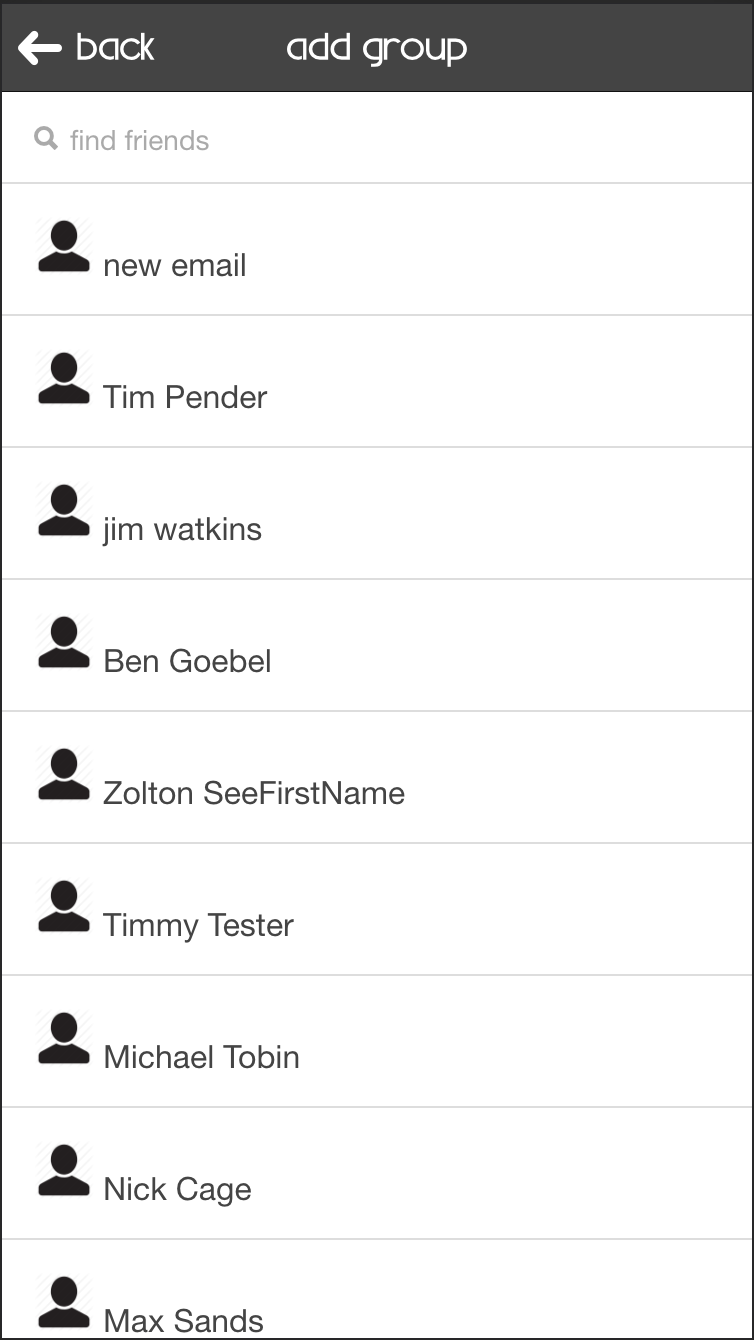 back add group
find friends
new email
Tim Pender
jim watkins
Ben Goebel
Zolton SeeFirstName
Timmy Tester
Michael Tobin
Nick Cage
Max Sands